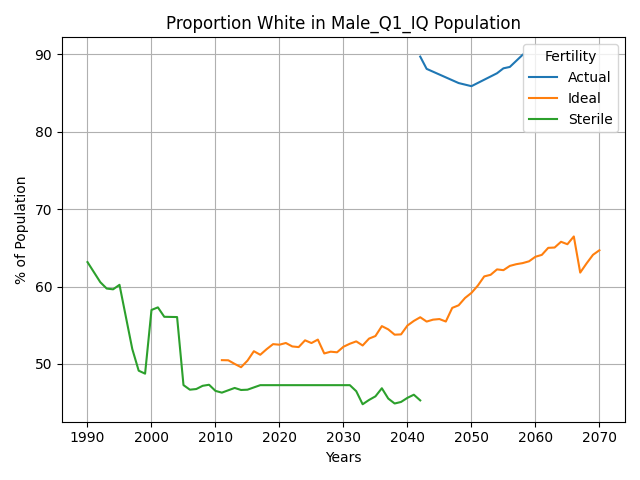 Proportion White in Male_Q1_IQ Population
Fertility
Actual
Ideal
Sterile
% of Population
90
80
70
60
50
1990 2000 2010 2020 2030 2040 2050 2060 2070
Years